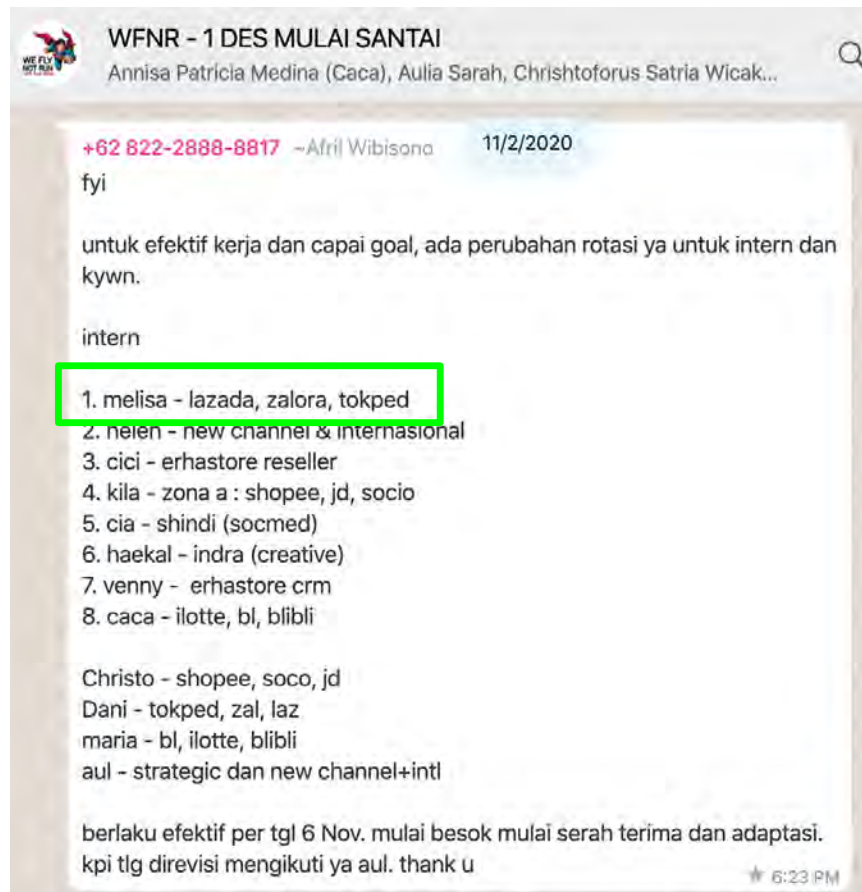 WE FLY
NOT RUN
WFNR - 1 DES MULAI SANTAI
Annisa Patricia Medina (Caca), Aulia Sarah, Chrishtoforus Satria Wicak...
+62 822-2888-8817 ~Afril Wibisono 11/2/2020
fyi
untuk efektif kerja dan capai goal, ada perubahan rotasi ya untuk intern dan
kywn.
intern
1. melisa - lazada, zalora, tokped
2. helen - new channel & internasional
3. cici - erhastore reseller
4. kila - zona a : shopee, jd, socio
5. cia - shindi (socmed)
6. haekal - indra (creative)
7. venny - erhastore crm
8. caca - ilotte, bl, blibli
Christo - shopee, soco, jd
Dani - tokped, zal, laz
maria - bl, ilotte, blibli
aul - strategic dan new channel+intl
berlaku efektif per tgl 6 Nov. mulai besok mulai serah terima dan adaptasi.
kpi tlg direvisi mengikuti ya aul. thank u
6:23 PM